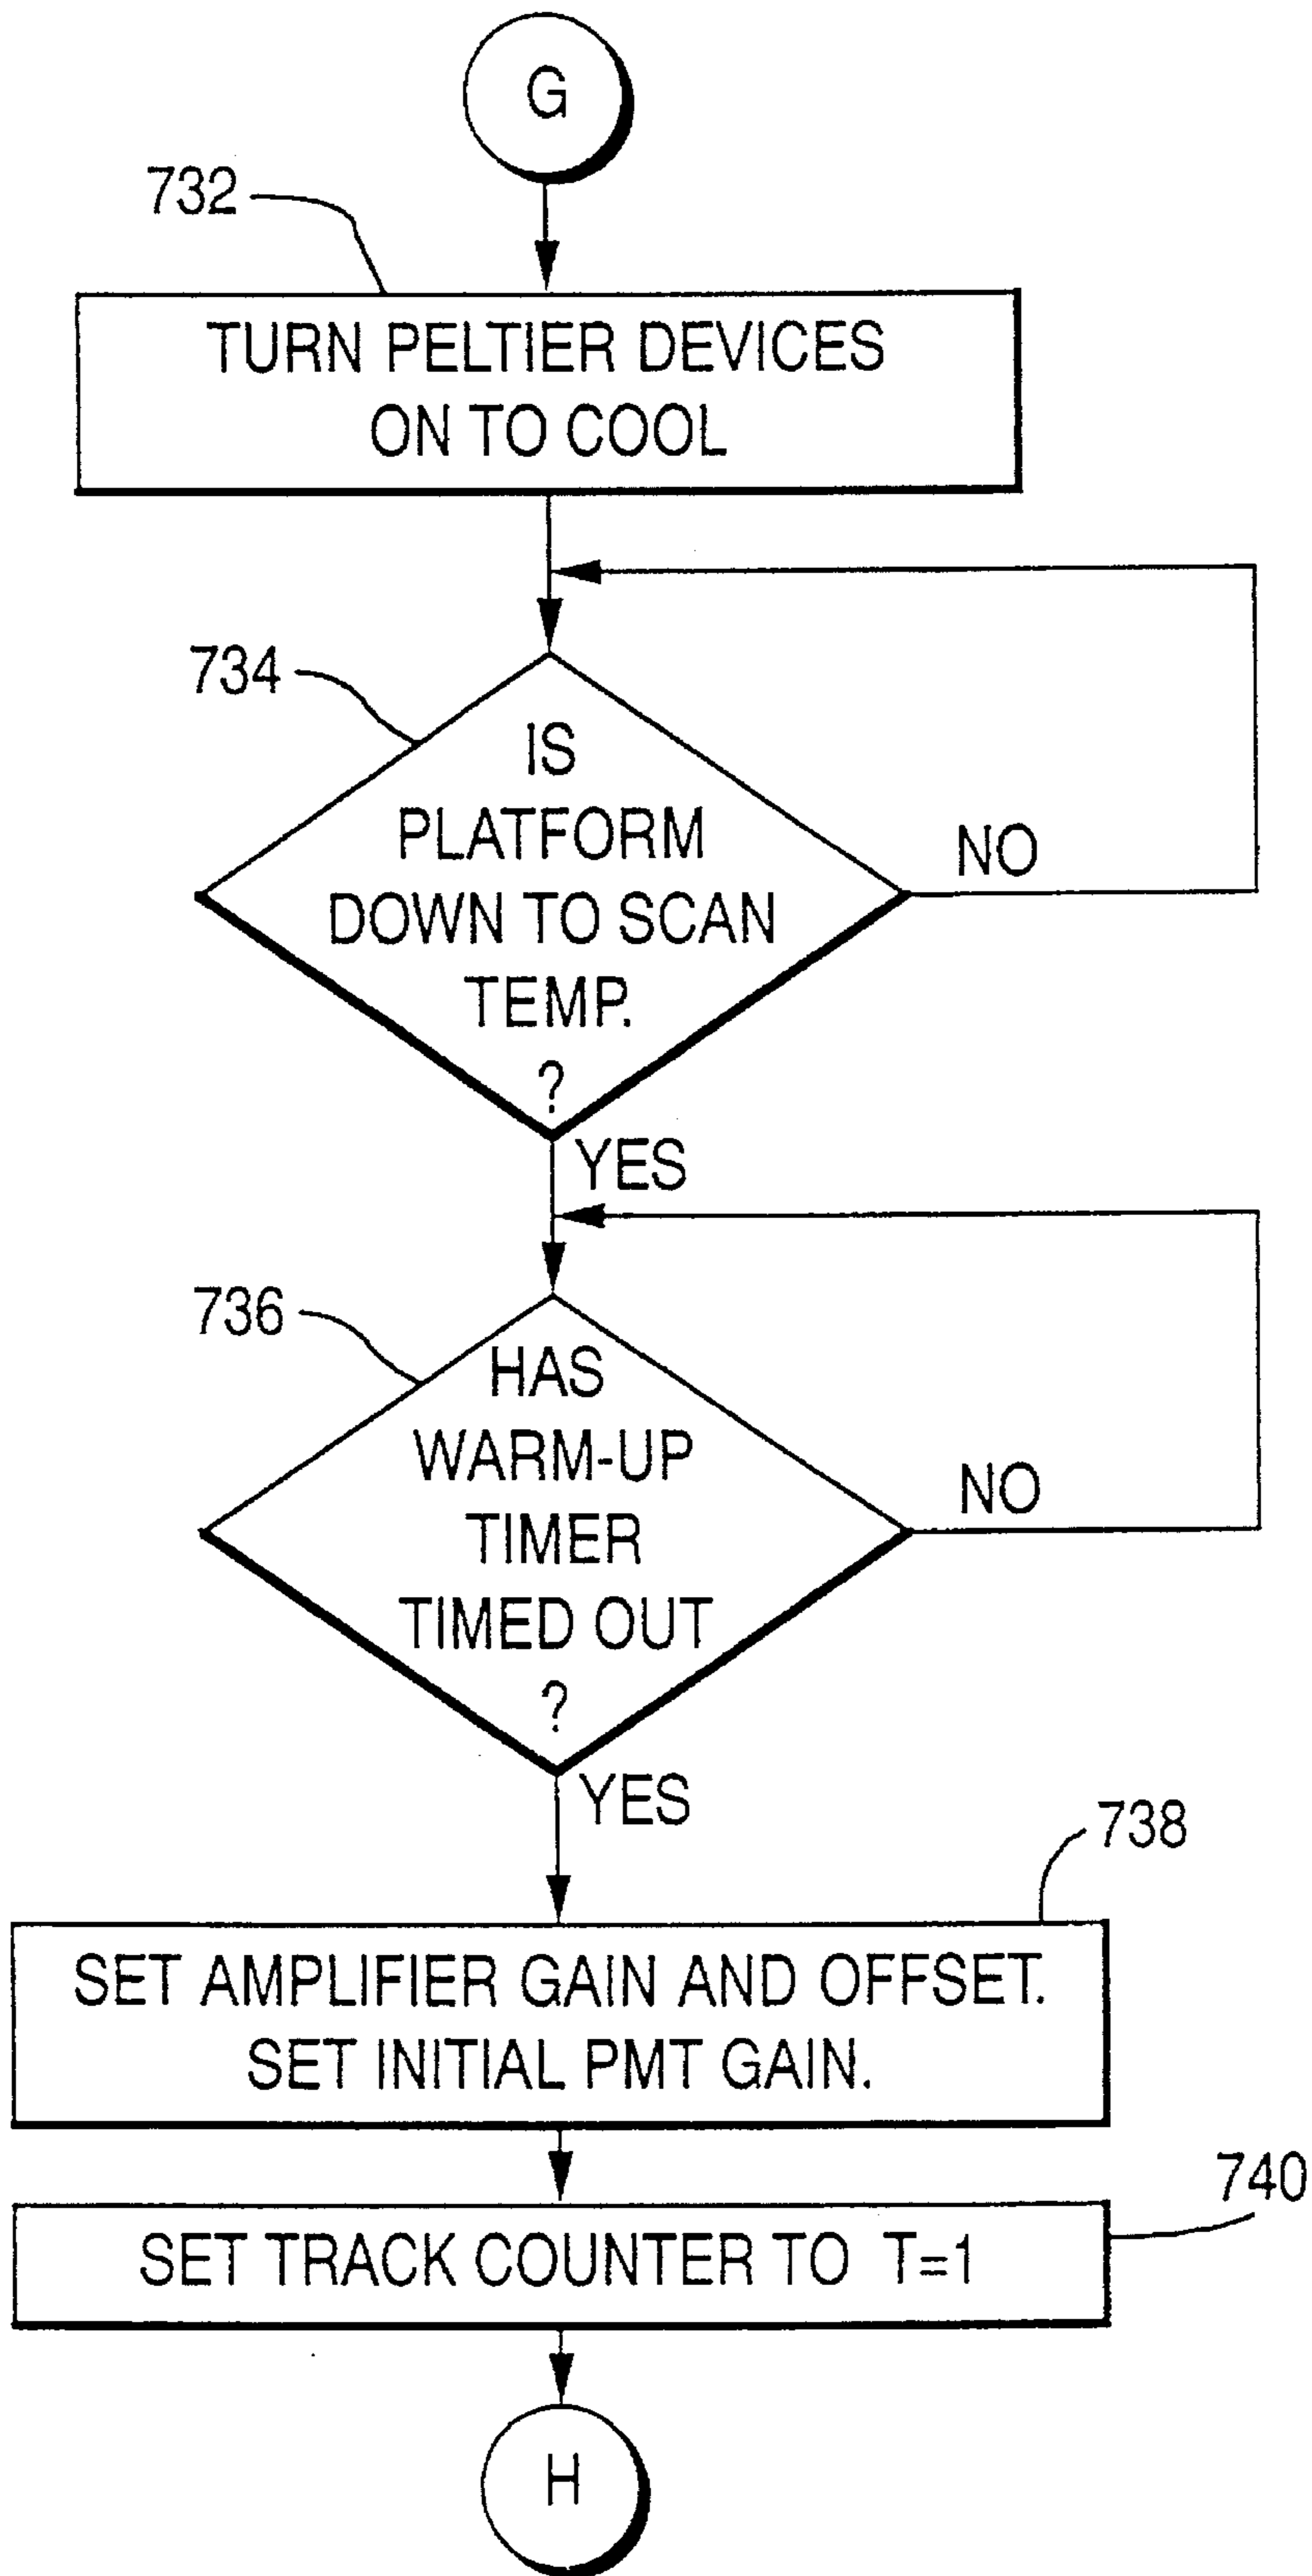 G
732
TURN PELTIER DEVICES
ON TO COOL
734
IS
PLATFORM
DOWN TO SCAN
TEMP.
?
NO
YES
736
HAS
WARM-UP
TIMER
TIMED OUT
?
NO
YES
738
SET AMPLIFIER GAIN AND OFFSET.
SET INITIAL PMT GAIN.
740
SET TRACK COUNTER TO T=1
H